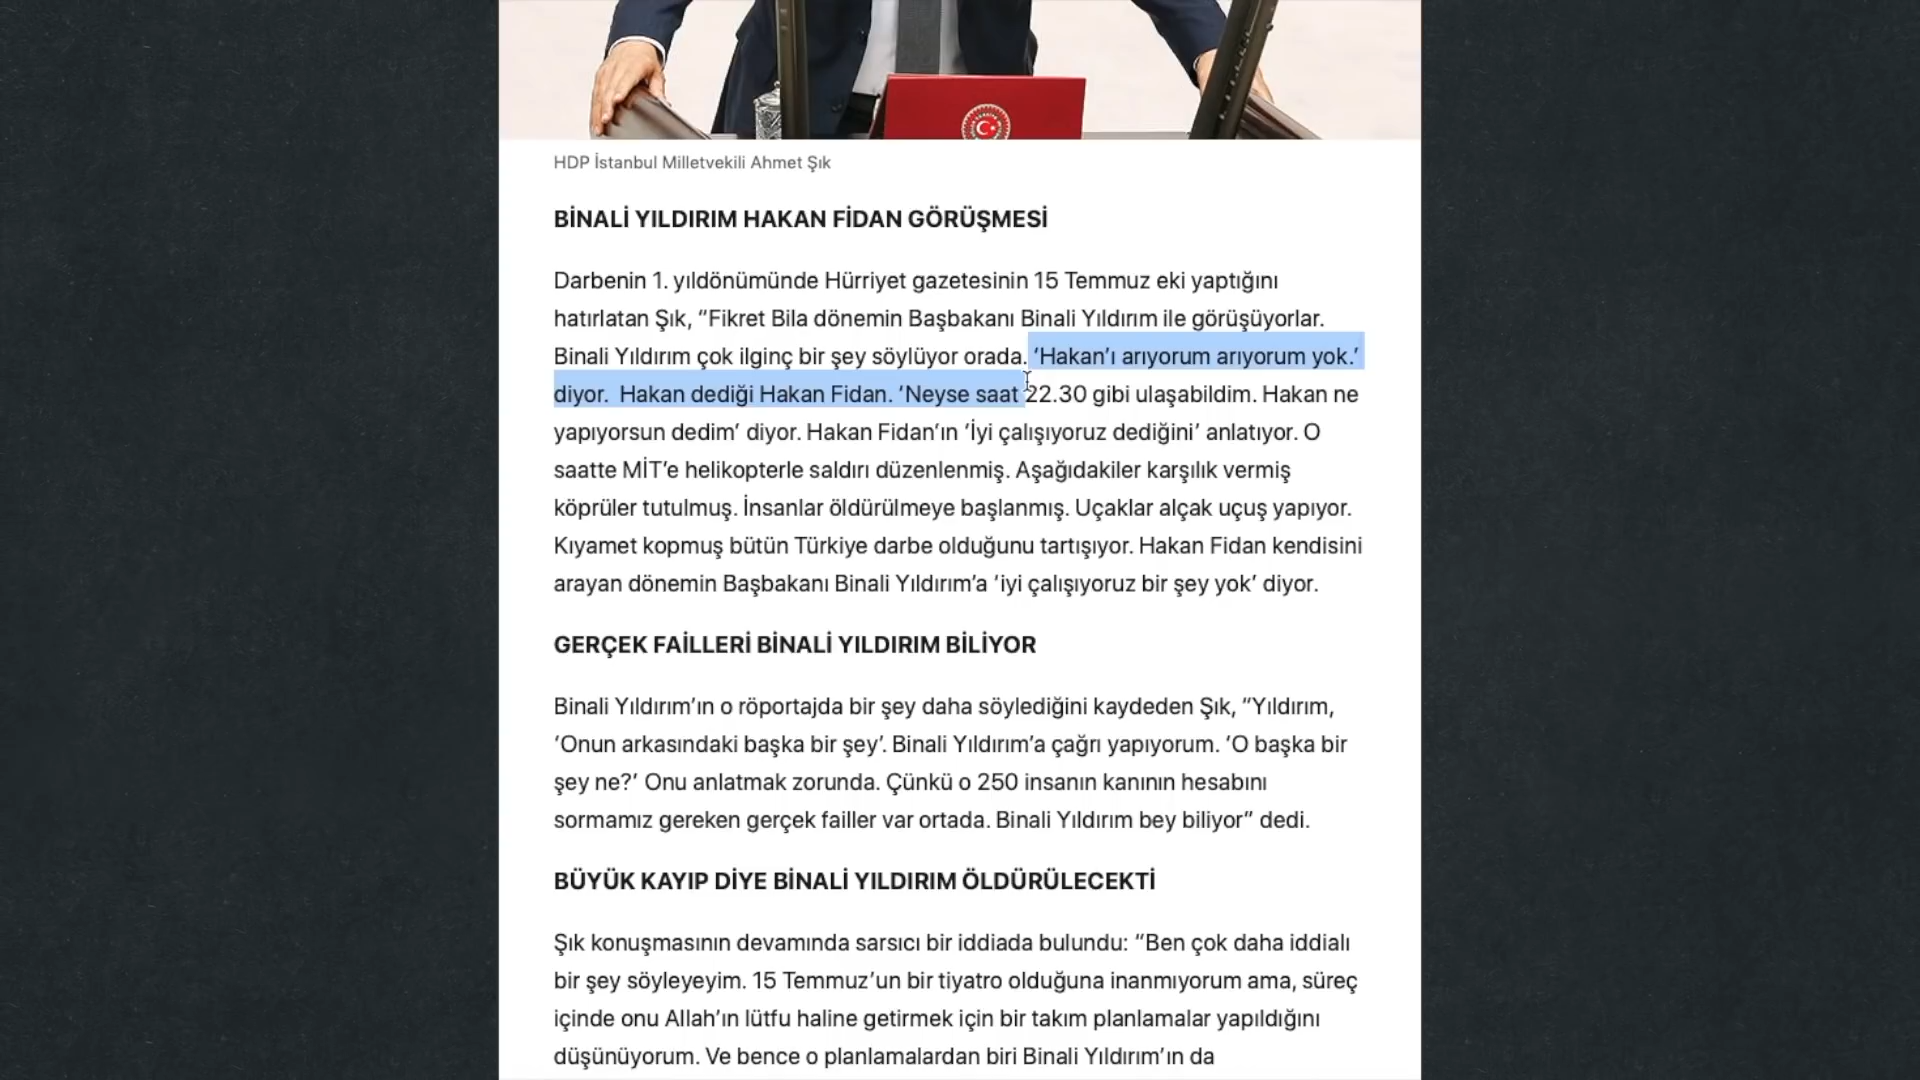 HDP İstanbul Milletvekili Ahmet Şık
BİNALİ YILDIRIM HAKAN FİDAN GÖRÜŞMESİ
Darbenin 1. yıldönümünde Hürriyet gazetesinin 15 Temmuz eki yaptığını
hatırlatan Şık, “Fikret Bila dönemin Başbakanı Binali Yıldırım ile görüşüyorlar.
Binali Yıldırım çok ilginç bir şey söylüyor orada. ‘Hakan’ı arıyorum arıyorum yok.’
diyor.  Hakan dediği Hakan Fidan. ‘Neyse saat 22.30 gibi ulaşabildim. Hakan ne
yapıyorsun dedim’ diyor. Hakan Fidan’ın ‘İyi çalışıyoruz dediğini’ anlatıyor. O
saatte MİT’e helikopterle saldırı düzenlenmiş. Aşağıdakiler karşılık vermiş
köprüler tutulmuş. İnsanlar öldürülmeye başlanmış. Uçaklar alçak uçuş yapıyor.
Kıyamet kopmuş bütün Türkiye darbe olduğunu tartışıyor. Hakan Fidan kendisini
arayan dönemin Başbakanı Binali Yıldırım’a ‘iyi çalışıyoruz bir şey yok’ diyor.
GERÇEK FAİLLERİ BİNALİ YILDIRIM BİLİYOR
Binali Yıldırım’ın o röportajda bir şey daha söylediğini kaydeden Şık, “Yıldırım,
‘Onun arkasındaki başka bir şey’. Binali Yıldırım’a çağrı yapıyorum. ‘O başka bir
şey ne?’ Onu anlatmak zorunda. Çünkü o 250 insanın kanının hesabını
sormamız gereken gerçek failler var ortada. Binali Yıldırım bey biliyor” dedi.
BÜYÜK KAYIP DİYE BİNALİ YILDIRIM ÖLDÜRÜLECEKTİ
Şık konuşmasının devamında sarsıcı bir iddiada bulundu: “Ben çok daha iddialı
bir şey söyleyeyim. 15 Temmuz’un bir tiyatro olduğuna inanmıyorum ama, süreç
içinde onu Allah’ın lütfu haline getirmek için bir takım planlamalar yapıldığını
düşünüyorum. Ve bence o planlamalardan biri Binali Yıldırım’ın da